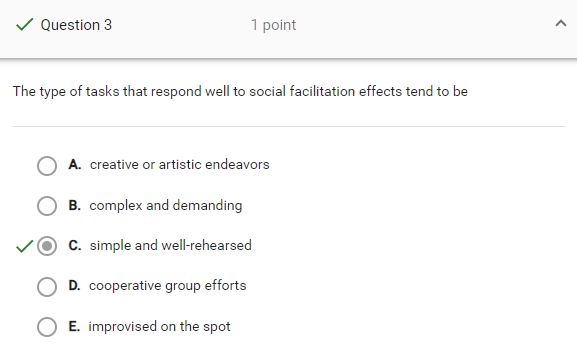 Question 3 1 point
The type of tasks that respond well to social facilitation effects tend to be
A. creative or artistic endeavors
B. complex and demanding
C. simple and well-rehearsed
D. cooperative group efforts
E. improvised on the spot